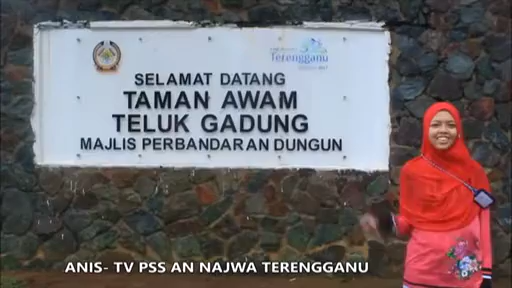 Terengganu
SELAMAT DATANG
TAMAN AWAM
TELUK GADUNG
MAJLIS PERBANDARAN DUNGUN
ANIS- TV PSS AN NAJWA TERENGGANU